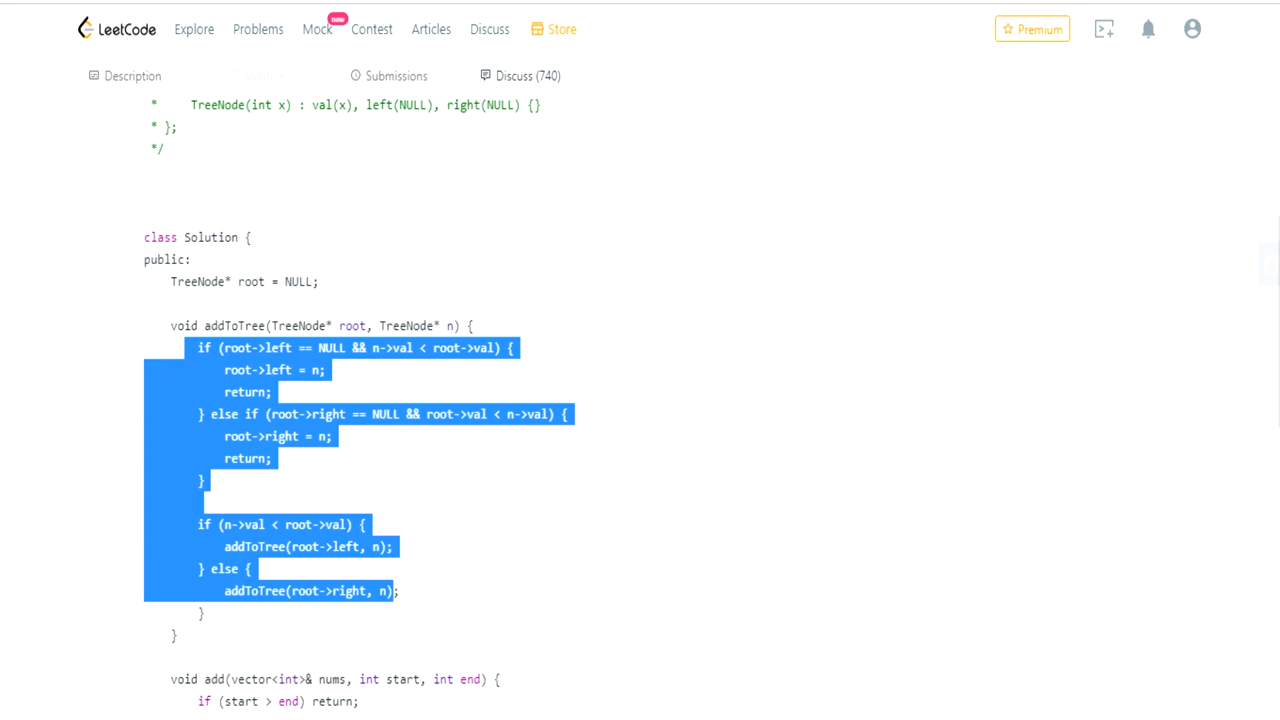 LeetCode Explore Problems Mock new Contest Articles Discuss Store Premium
Description Submissions Discuss (740)
* TreeNode(int x) : val(x), left(NULL), right(NULL) {}
* };
*/
class Solution {
public:
TreeNode* root = NULL;
void addToTree(TreeNode* root, TreeNode* n) {
if (root->left == NULL && n->val < root->val) {
root->left = n;
return;
} else if (root->right == NULL && root->val < n->val) {
root->right = n;
return;
}
if (n->val < root->val) {
addToTree(root->left, n);
} else {
addToTree(root->right, n);
}
}
void add(vector<int>& nums, int start, int end) {
if (start > end) return;